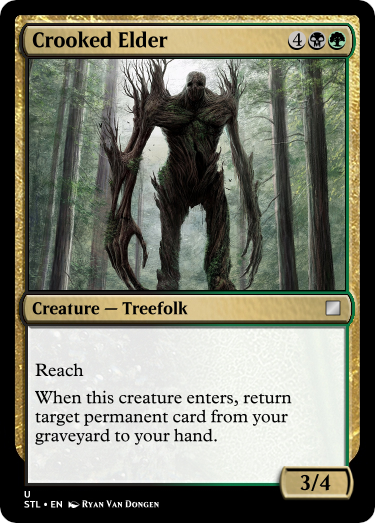 Crooked Elder 4
Creature — Treefolk
Reach
When this creature enters, return
target permanent card from your
graveyard to your hand.
3/4
U
STL • EN Ryan Van Dongen